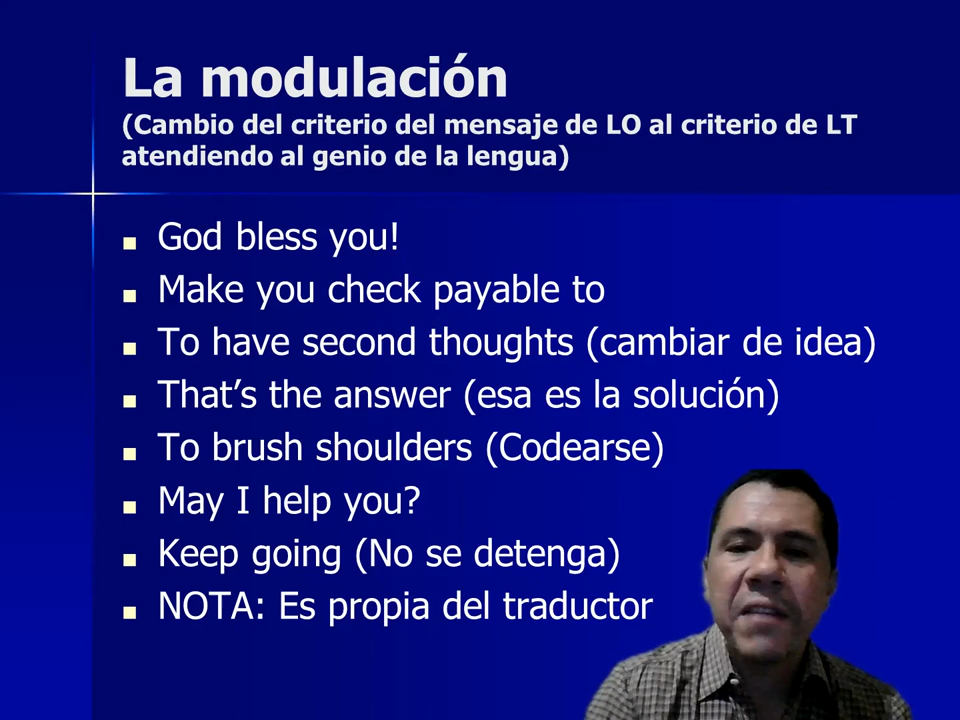 La modulación
(Cambio del criterio del mensaje de LO al criterio de LT
atendiendo al genio de la lengua)
God bless you!
Make you check payable to
To have second thoughts (cambiar de idea)
That’s the answer (esa es la solución)
To brush shoulders (Codearse)
May I help you?
Keep going (No se detenga)
NOTA: Es propia del traductor